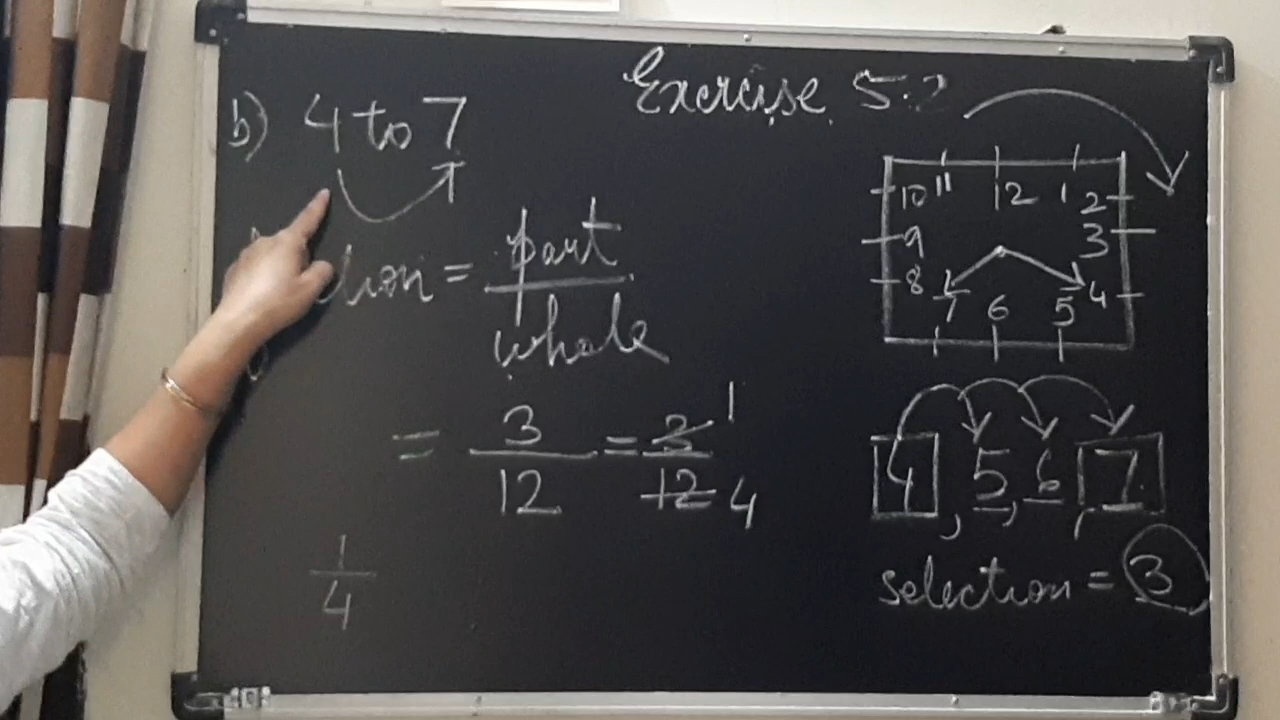 Exercise 5.2
b) 4 to 7
tion = part
whole
= 3/12 = 3/12 1 4
1/4
10 11 12 1 2
9 3
8 7 6 5 4
4, 5, 6, 7
selection = 3